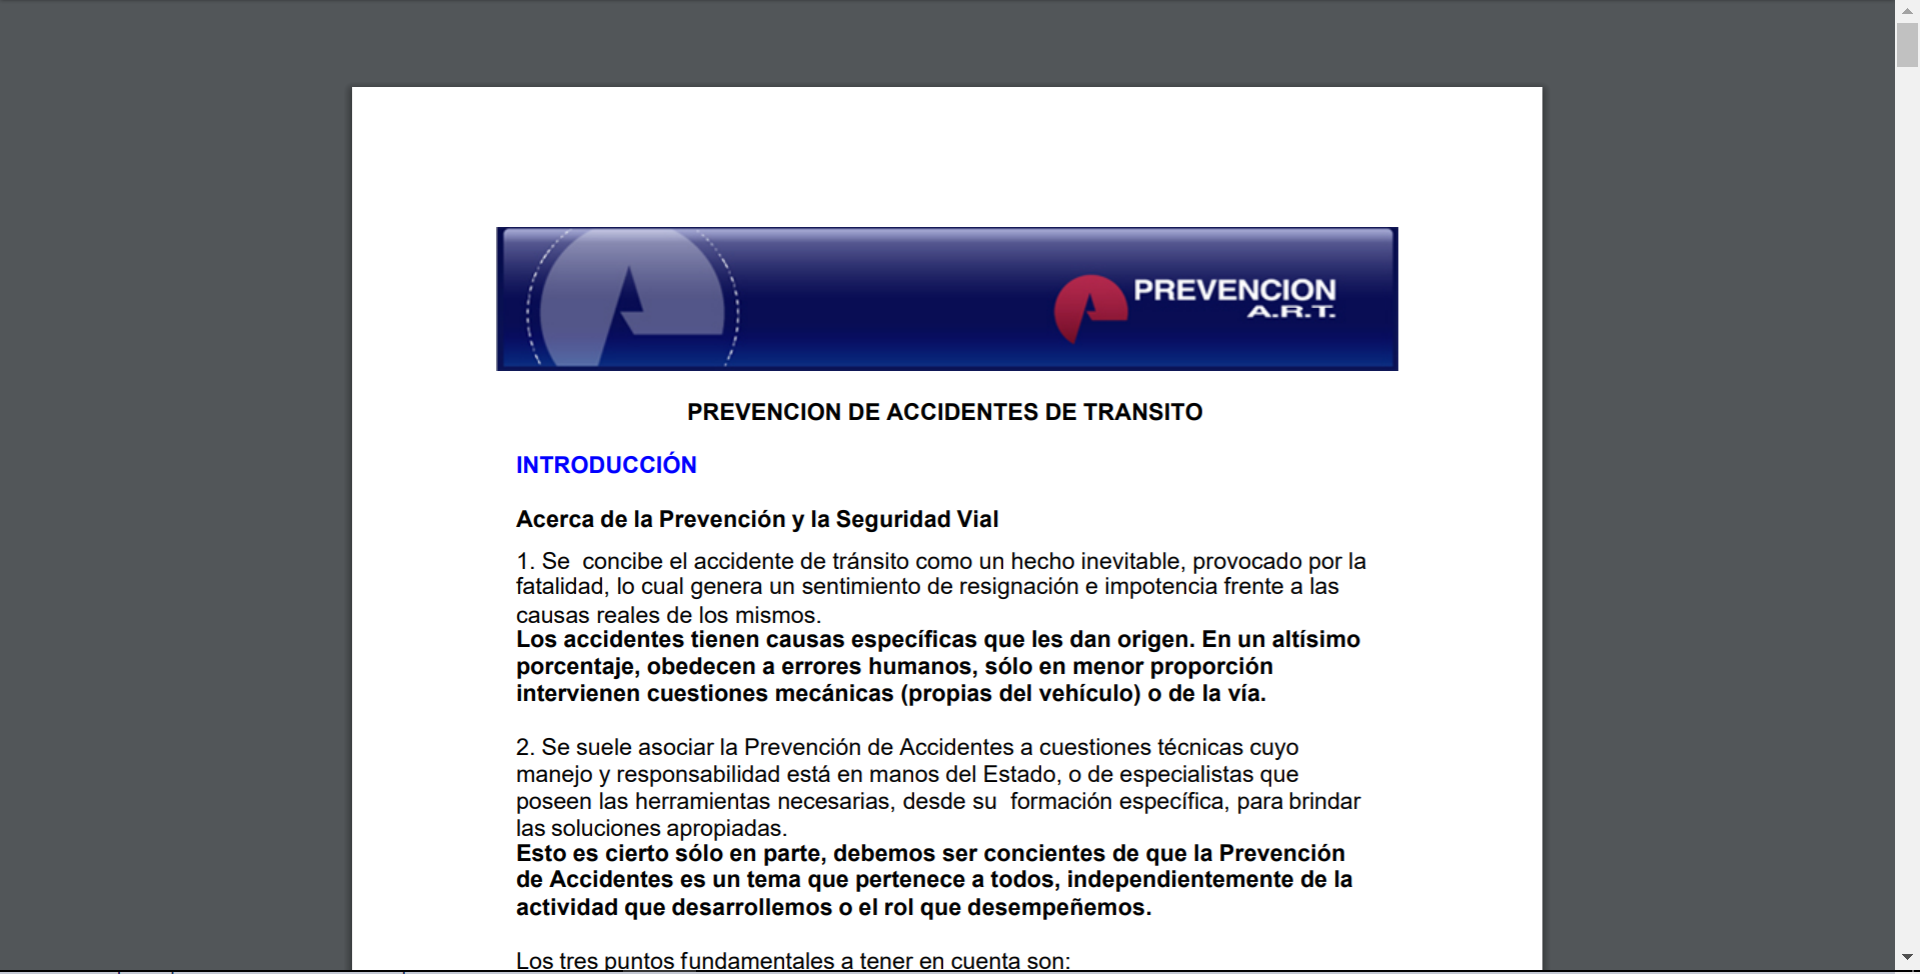 PREVENCION
A.R.T.
PREVENCION DE ACCIDENTES DE TRANSITO
INTRODUCCIÓN
Acerca de la Prevención y la Seguridad Vial
1. Se  concibe el accidente de tránsito como un hecho inevitable, provocado por la
fatalidad, lo cual genera un sentimiento de resignación e impotencia frente a las
causas reales de los mismos.
Los accidentes tienen causas específicas que les dan origen. En un altísimo
porcentaje, obedecen a errores humanos, sólo en menor proporción
intervienen cuestiones mecánicas (propias del vehículo) o de la vía.
2. Se suele asociar la Prevención de Accidentes a cuestiones técnicas cuyo
manejo y responsabilidad está en manos del Estado, o de especialistas que
poseen las herramientas necesarias, desde su  formación específica, para brindar
las soluciones apropiadas.
Esto es cierto sólo en parte, debemos ser concientes de que la Prevención
de Accidentes es un tema que pertenece a todos, independientemente de la
actividad que desarrollemos o el rol que desempeñemos.
Los tres puntos fundamentales a tener en cuenta son: